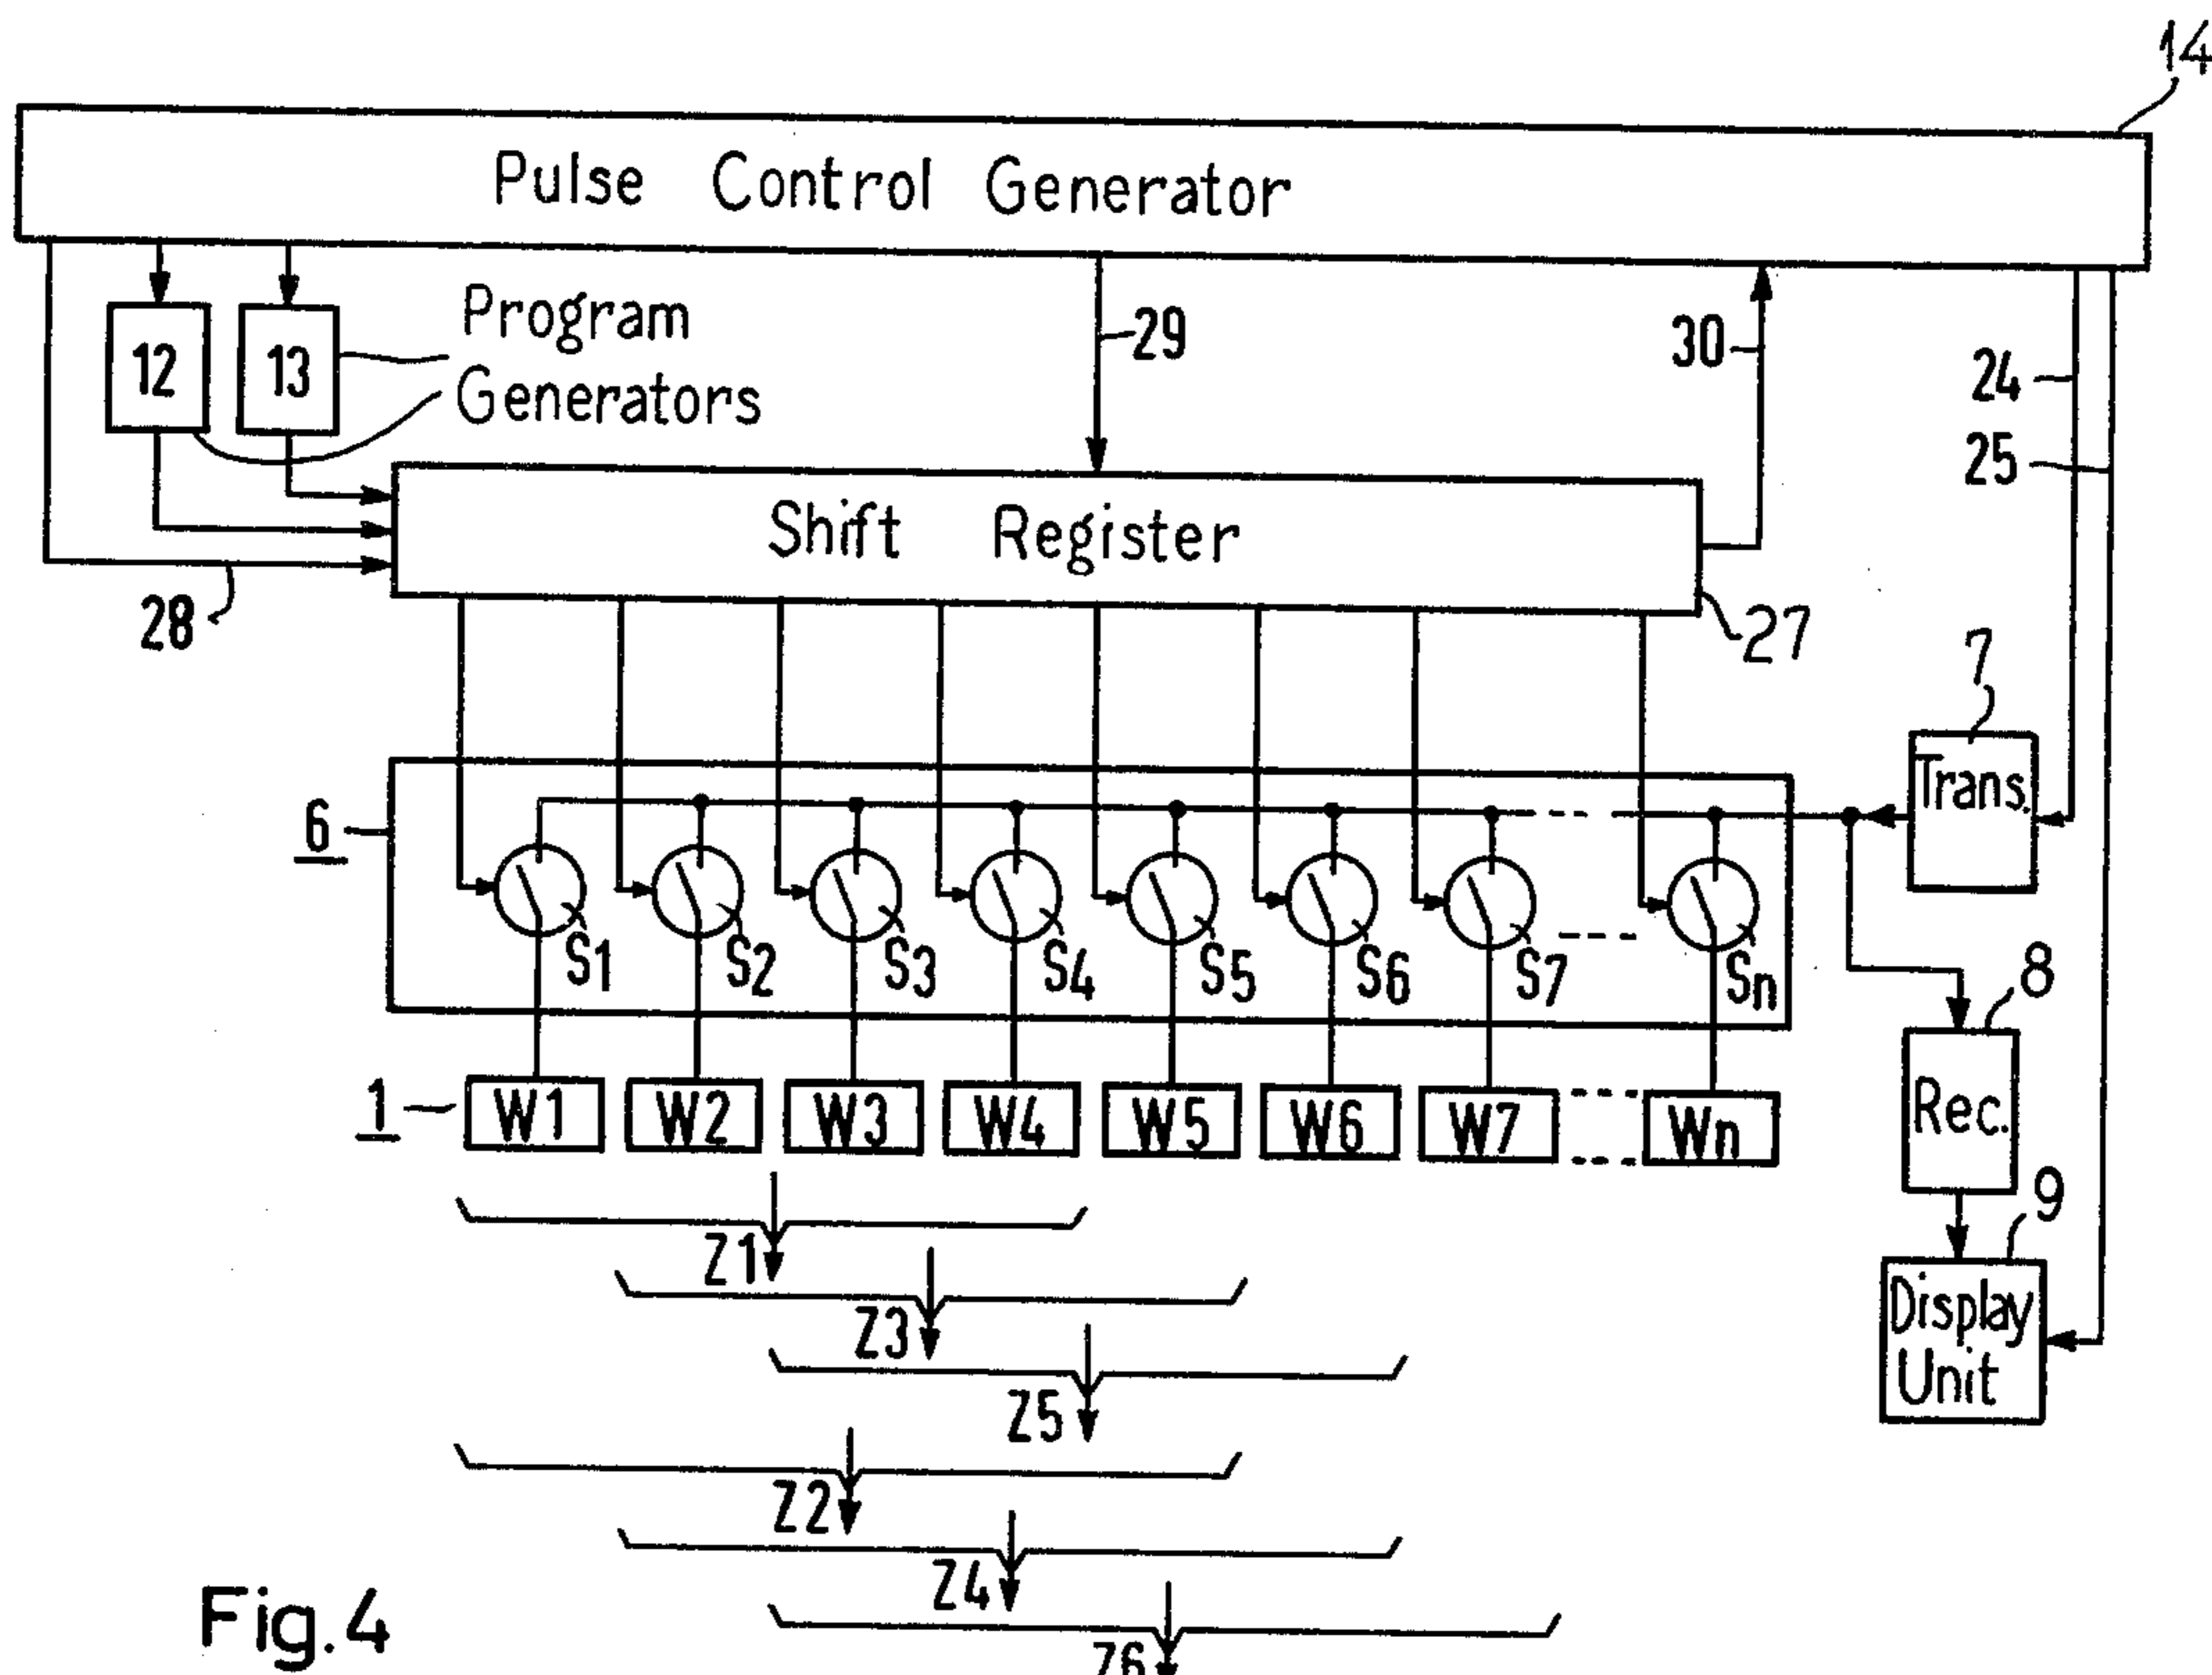 14
Pulse Control Generator
12
13
Program
Generators
29
30
24
25
Shift Register
28
27
7
Trans.
6
S1
S2
S3
S4
S5
S6
S7
Sn
8
1
W1
W2
W3
W4
W5
W6
W7
Wn
Rec.
9
Z1
Z3
Display
Unit
Z5
Z2
Z4
Z6
Fig.4